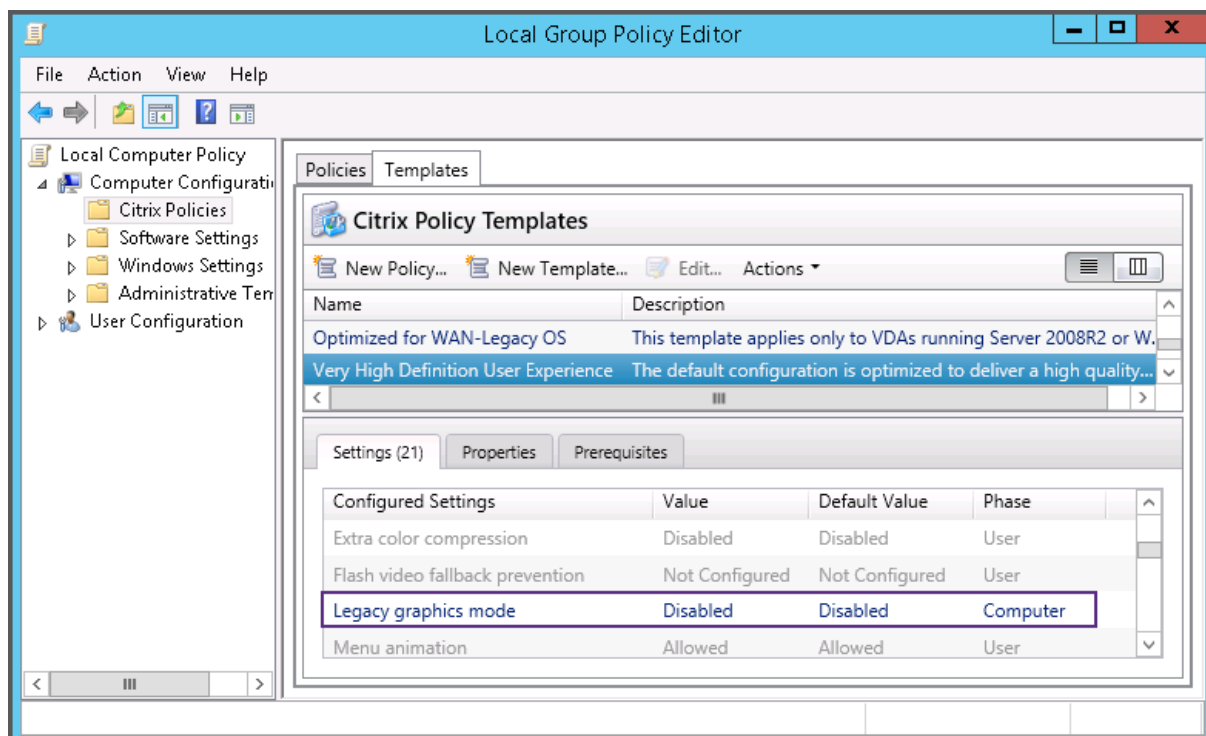 Local Group Policy Editor
File Action View Help
Local Computer Policy
Computer Configurati
Citrix Policies
Software Settings
Windows Settings
Administrative Tem
User Configuration
Policies Templates
Citrix Policy Templates
New Policy... New Template... Edit... Actions
Name Description
Optimized for WAN-Legacy OS This template applies only to VDAs running Server 2008R2 or W.
Very High Definition User Experience The default configuration is optimized to deliver a high quality...
Settings (21) Properties Prerequisites
Configured Settings Value Default Value Phase
Extra color compression Disabled Disabled User
Flash video fallback prevention Not Configured Not Configured User
Legacy graphics mode Disabled Disabled Computer
Menu animation Allowed Allowed User